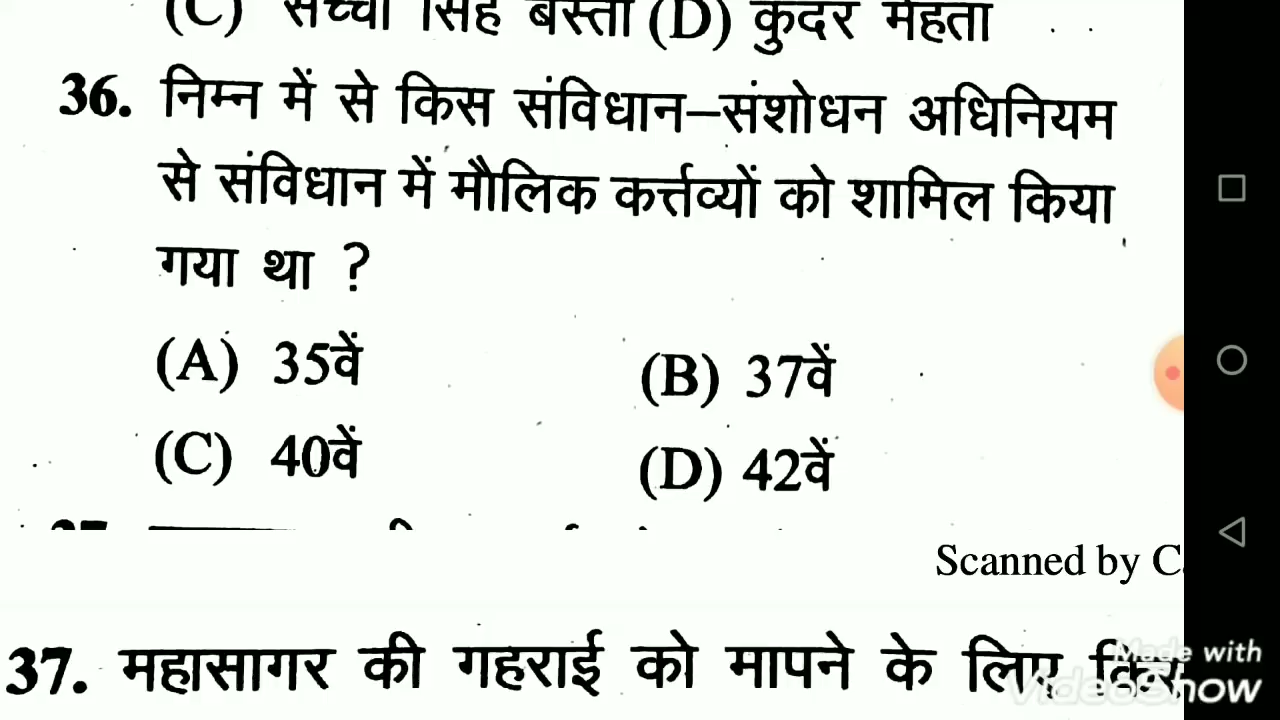 (C) सच्चा सिंह बस्ती (D) कुंदर मेहता
36. निम्न में से किस संविधान–संशोधन अधिनियम
से संविधान में मौलिक कर्त्तव्यों को शामिल किया
गया था ?
(A) 35वें (B) 37वें
(C) 40वें (D) 42वें
Scanned by
37. महासागर की गहराई को मापने के लिए
Made with
VideoShow